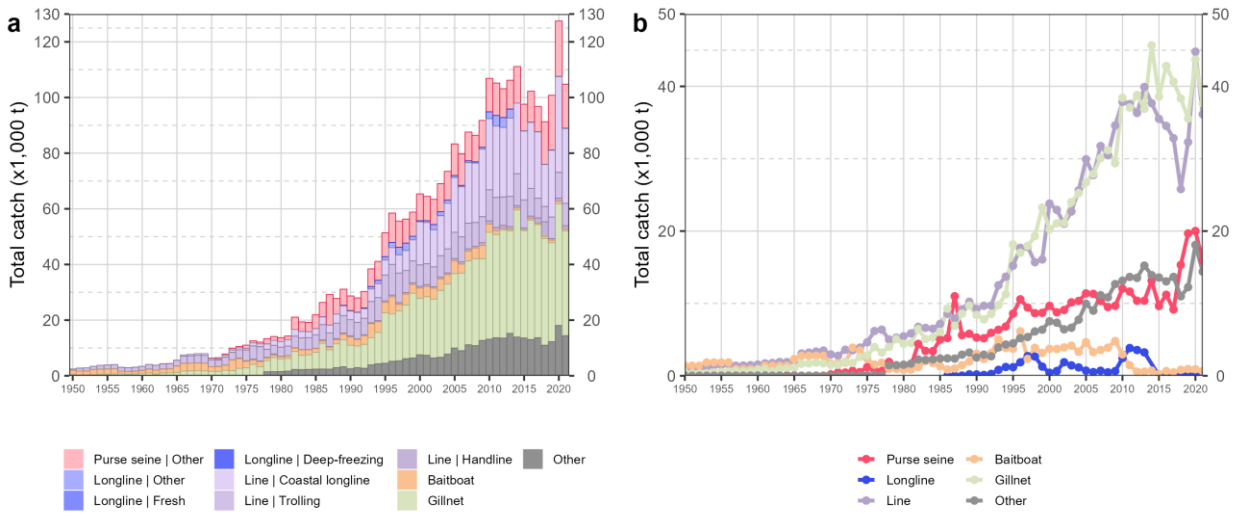 a
Total catch (x1,000 t)
130
120
100
80
60
40
20
0
130
120
100
80
60
40
20
0
1950 1955 1960 1965 1970 1975 1980 1985 1990 1995 2000 2005 2010 2015 2020
Purse seine | Other
Longline | Other
Longline | Fresh
Longline | Deep-freezing
Line | Coastal longline
Line | Trolling
Line | Handline
Baitboat
Gillnet
Other
b
Total catch (x1,000 t)
50
40
20
0
50
40
20
0
1950 1955 1960 1965 1970 1975 1980 1985 1990 1995 2000 2005 2010 2015 2020
Purse seine
Longline
Line
Baitboat
Gillnet
Other